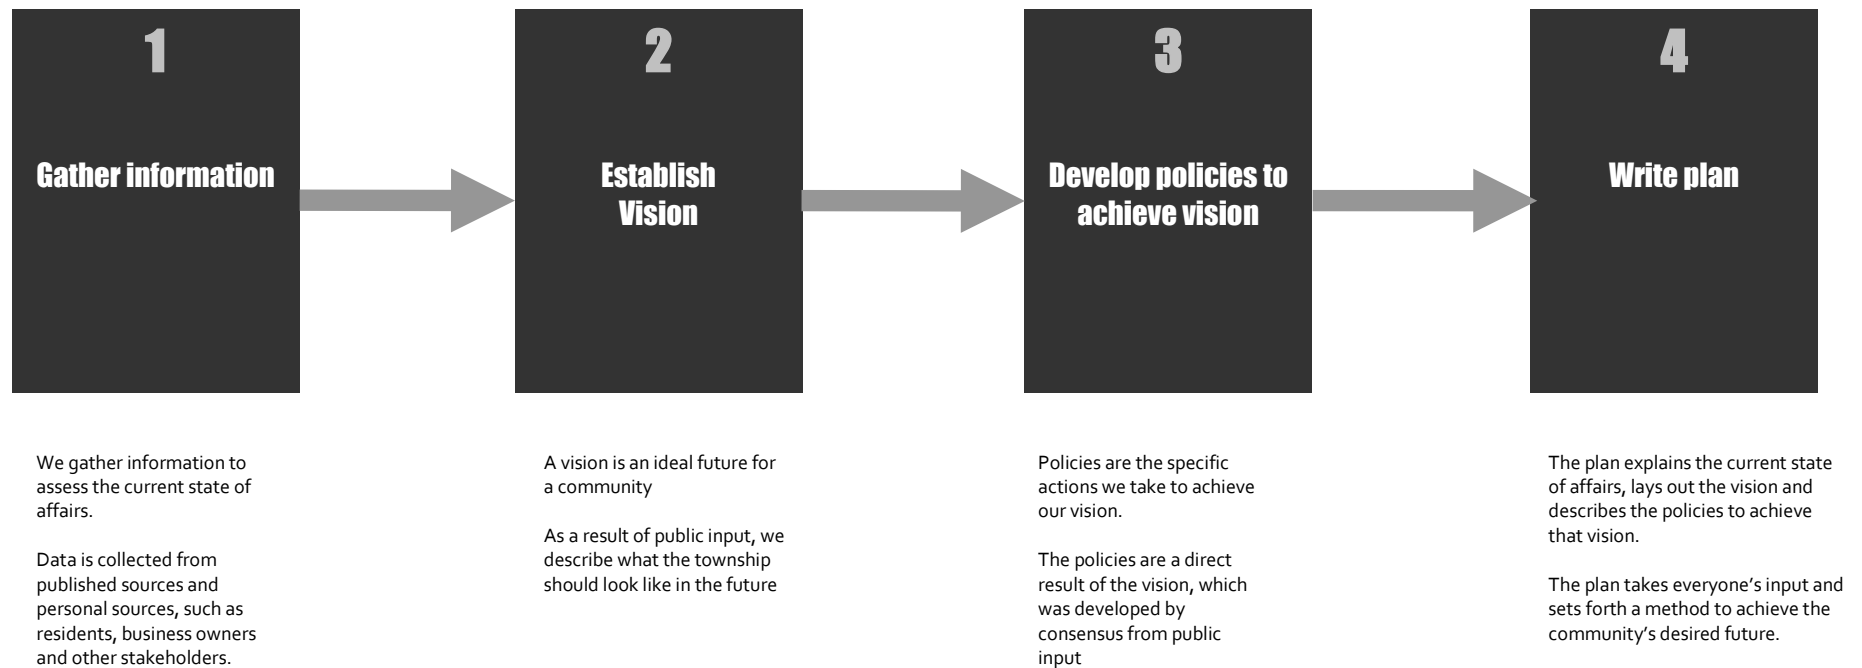 1
Gather information
We gather information to
assess the current state of
affairs.
Data is collected from
published sources and
personal sources, such as
residents, business owners
and other stakeholders.
2
Establish
Vision
A vision is an ideal future for
a community
As a result of public input, we
describe what the township
should look like in the future
3
Develop policies to
achieve vision
Policies are the specific
actions we take to achieve
our vision.
The policies are a direct
result of the vision, which
was developed by
consensus from public
input
4
Write plan
The plan explains the current state
of affairs, lays out the vision and
describes the policies to achieve
that vision.
The plan takes everyone’s input and
sets forth a method to achieve the
community’s desired future.